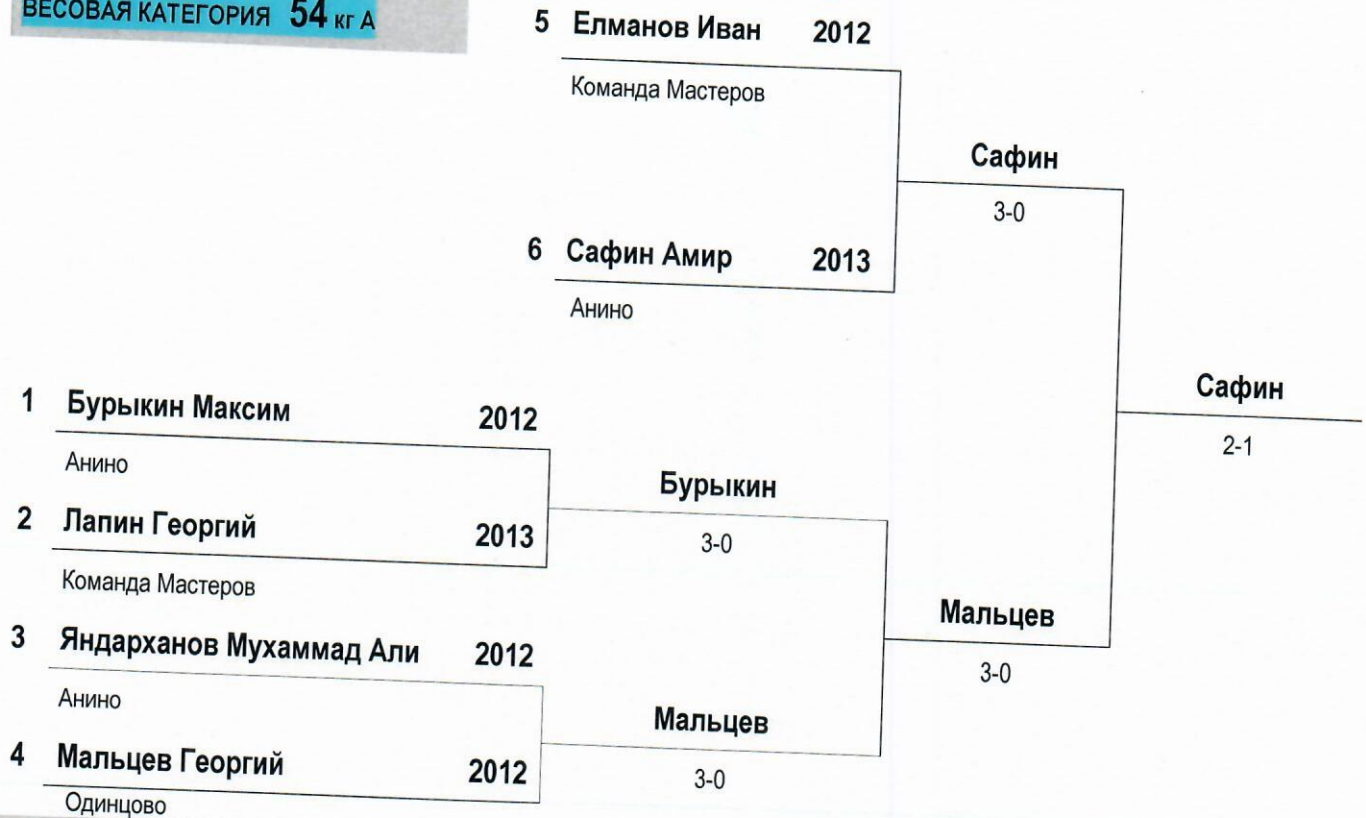 ВЕСОВАЯ КАТЕГОРИЯ 54 кг А
5 Елманов Иван 2012
Команда Мастеров
Сафин
3-0
6 Сафин Амир 2013
Анино
Сафин
2-1
1 Бурыкин Максим 2012
Анино
Бурыкин
3-0
2 Лапин Георгий 2013
Команда Мастеров
Мальцев
3-0
3 Яндарханов Мухаммад Али 2012
Анино
Мальцев
3-0
4 Мальцев Георгий 2012
Одинцово